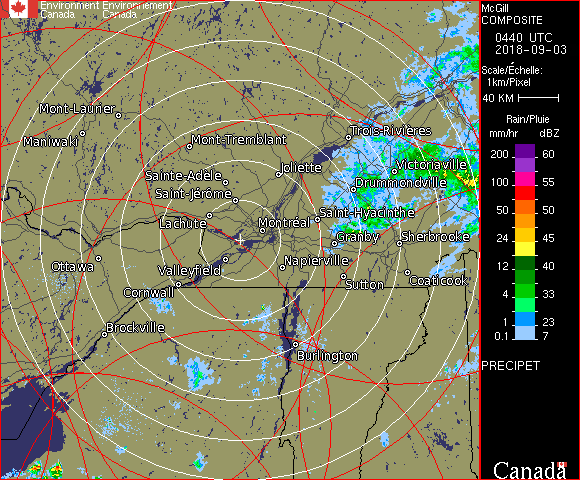 Environment Environnement
Canada Canada
McGill
COMPOSITE
0440 UTC
2018-09-03
Scale/Échelle:
1km/Pixel
40 KM
Rain/Pluie
mm/hr dBZ
200 60
100 55
50 50
24 45
12 40
4 33
1 23
0.1 7
PRECIPET
Canada
Mont-Laurier
Maniwaki
Mont-Tremblant
Trois-Rivières
Sainte-Adèle
Joliette
Victoriaville
Saint-Jérôme
Drummondville
Lachute
Montréal
Saint-Hyacinthe
Granby
Sherbrooke
Ottawa
Valleyfield
Napierville
Cornwall
Sutton
Coaticook
Brockville
Burlington